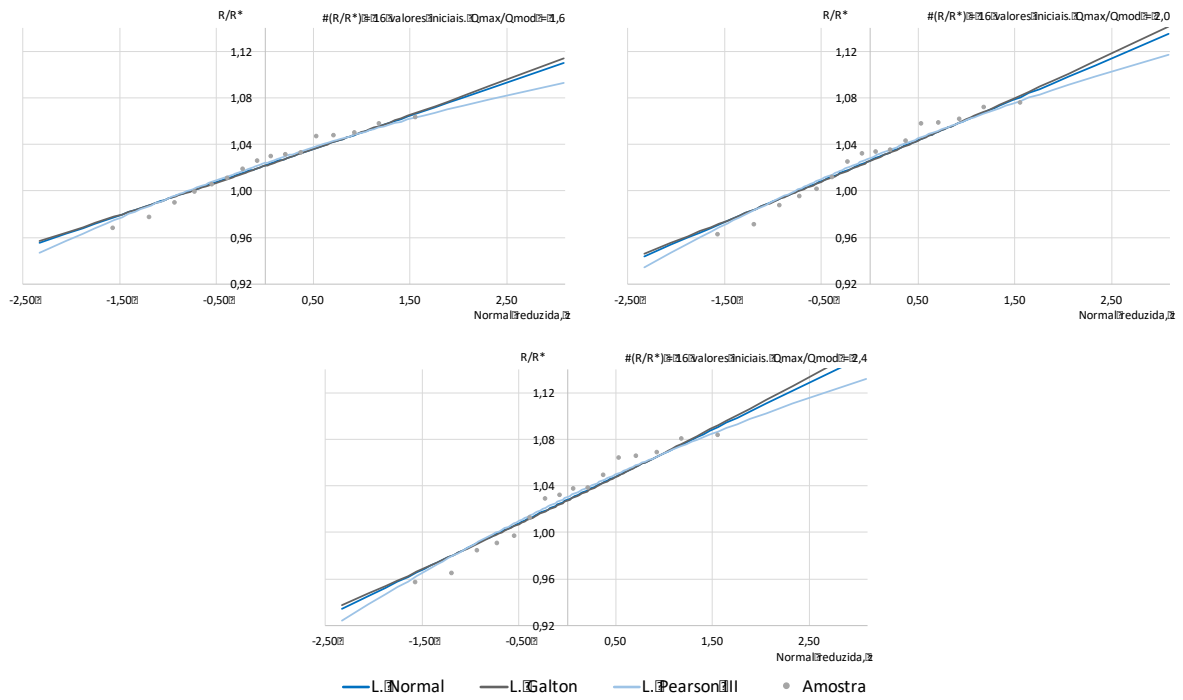 R/R*
#(R/R*) = 16 valores iniciais. Qmax/Qmod = 1,6
1,12
1,08
1,04
1,00
0,96
0,92
-2,50
-1,50
-0,50
0,50
1,50
2,50
Normal reduzida, z
R/R*
#(R/R*) = 16 valores iniciais. Qmax/Qmod = 2,0
1,12
1,08
1,04
1,00
0,96
0,92
-2,50
-1,50
-0,50
0,50
1,50
2,50
Normal reduzida, z
R/R*
#(R/R*) = 16 valores iniciais. Qmax/Qmod = 2,4
1,12
1,08
1,04
1,00
0,96
0,92
-2,50
-1,50
-0,50
0,50
1,50
2,50
Normal reduzida, z
L. Normal
L. Galton
L. Pearson III
Amostra